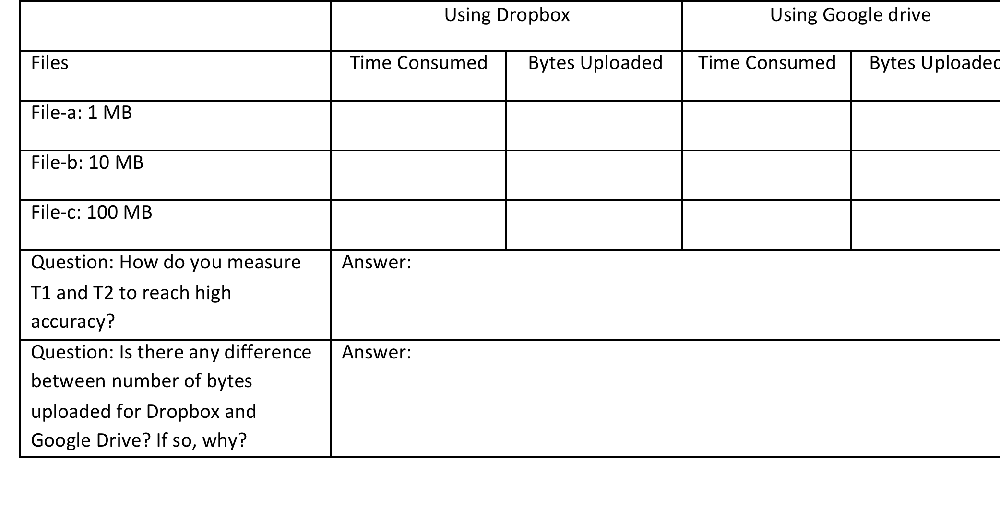 Using Dropbox
Using Google drive
Files
Time Consumed
Bytes Uploaded
Time Consumed
Bytes Uploaded
File-a: 1 MB
File-b: 10 MB
File-c: 100 MB
Question: How do you measure
T1 and T2 to reach high
accuracy?
Answer:
Question: Is there any difference
between number of bytes
uploaded for Dropbox and
Google Drive? If so, why?
Answer: